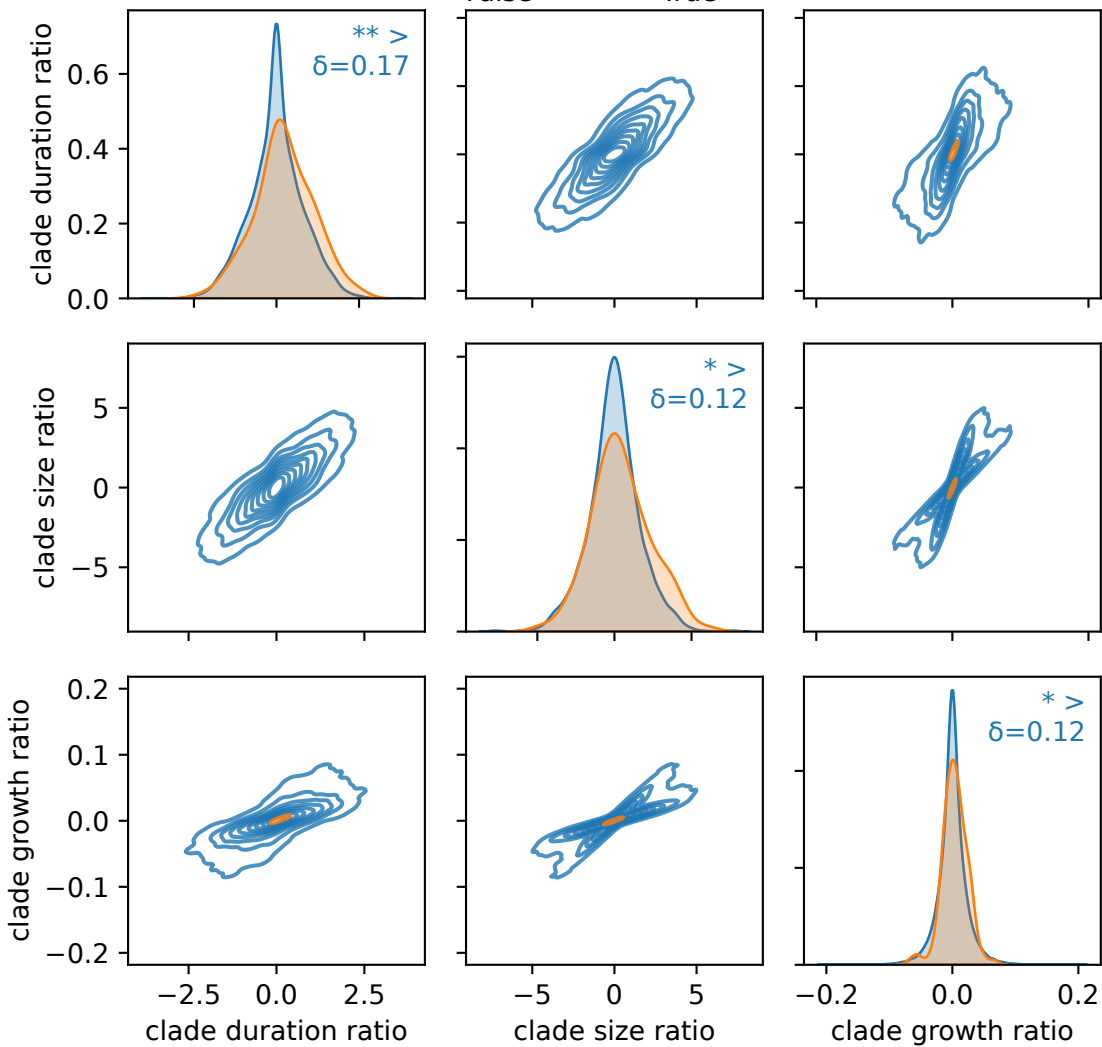 clade duration ratio
0.6
0.4
0.2
0.0
** >
δ=0.17
clade size ratio
5
0
−5
* >
δ=0.12
clade growth ratio
0.2
0.1
0.0
−0.1
−0.2
* >
δ=0.12
−2.5 0.0 2.5
−5 0 5
−0.2 0.0 0.2
clade duration ratio
clade size ratio
clade growth ratio